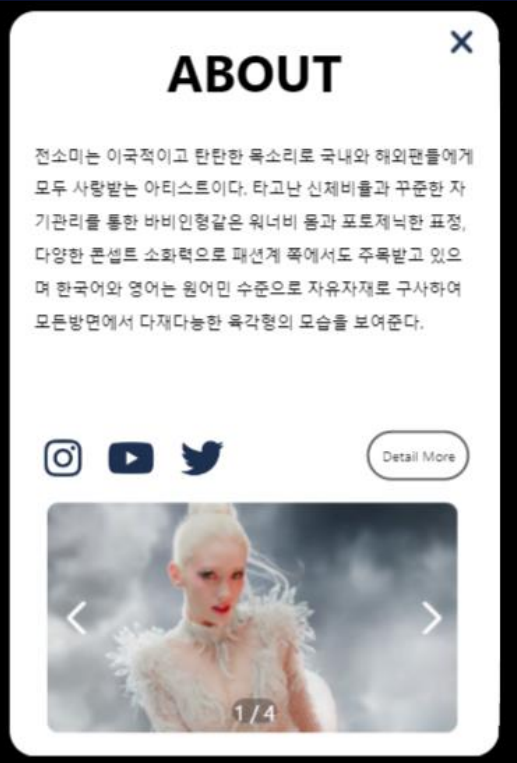 ABOUT
전소미는 이국적이고 탄탄한 목소리로 국내와 해외팬들에게
모두 사랑받는 아티스트이다. 타고난 신체비율과 꾸준한 자
기관리를 통한 바비인형같은 워너비 몸과 포토제닉한 표정,
다양한 콘셉트 소화력으로 패션계 쪽에서도 주목받고 있으
며 한국어와 영어는 원어민 수준으로 자유자재로 구사하여
모든방면에서 다재다능한 육각형의 모습을 보여준다.
Detail More
1 / 4